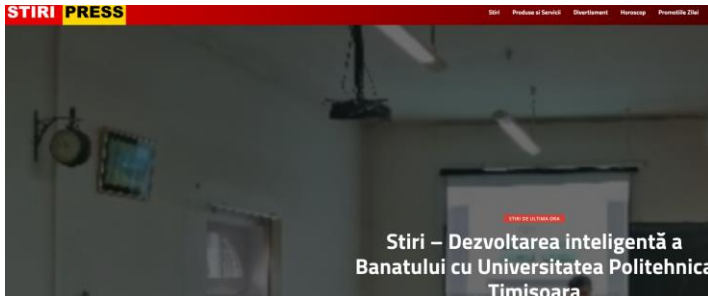 STIRI PRESS
Stiri Produse si Servicii Divertisment Horoscop Promotiile Zilei
STIRI DE ULTIMA ORA
Stiri – Dezvoltarea inteligentă a
Banatului cu Universitatea Politehnica
Timisoara